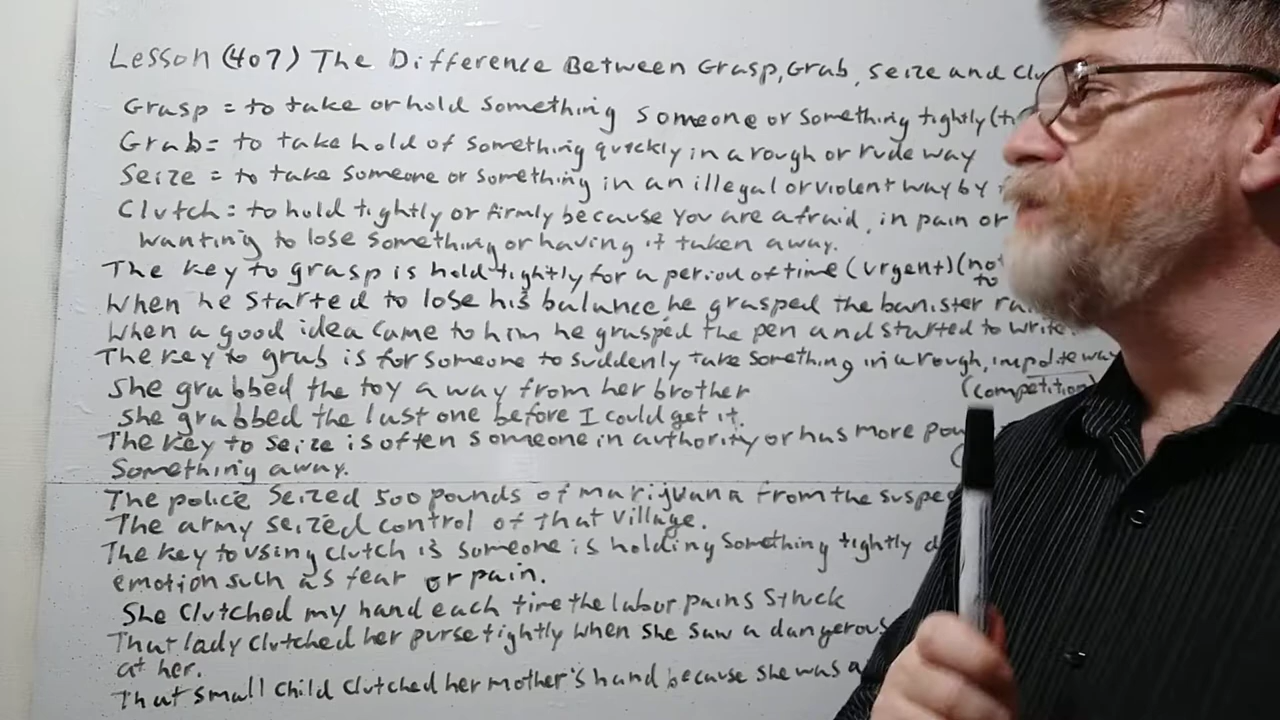 Lesson (407) The Difference Between Grasp, Grab, Seize and Clu
Grasp = to take or hold something someone or something tightly
Grab = to take hold of something quickly in a rough or rude way
Seize = to take someone or something in an illegal or violent way by
Clutch = to hold tightly or firmly because you are afraid, in pain or
wanting to lose something or having it taken away.
The key to grasp is hold tightly for a period of time (urgent) (not
to
When he started to lose his balance he grasped the banister
When a good idea came to him he grasped the pen and started to write.
The key to grab is for someone to suddenly take something in a rough, impolite way
(competition)
She grabbed the toy away from her brother
She grabbed the last one before I could get it.
The key to seize is often someone in authority or has more
something away.
The police seized 500 pounds of marijuana from the
The army seized control of that village.
The key to using clutch is someone is holding something tightly
emotion such as fear or pain.
She clutched my hand each time the labor pains stuck
That lady clutched her purse tightly when she saw a dangerous
at her.
That small child clutched her mother's hand because she was